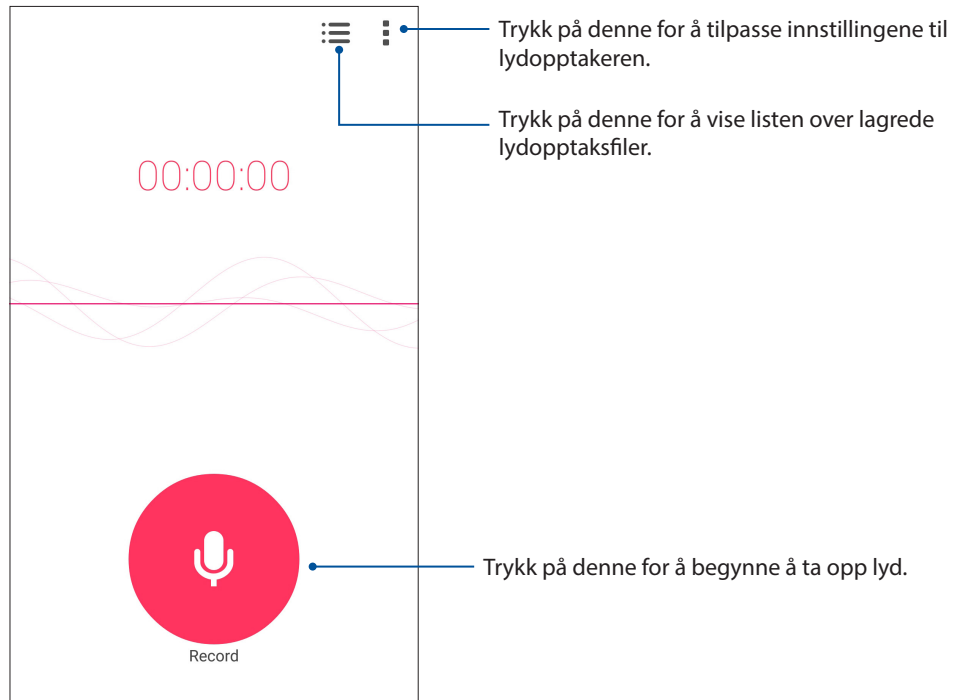 Trykk på denne for å tilpasse innstillingene til
lydopptakeren.
Trykk på denne for å vise listen over lagrede
lydopptaksfiler.
00:00:00
Trykk på denne for å begynne å ta opp lyd.
Record